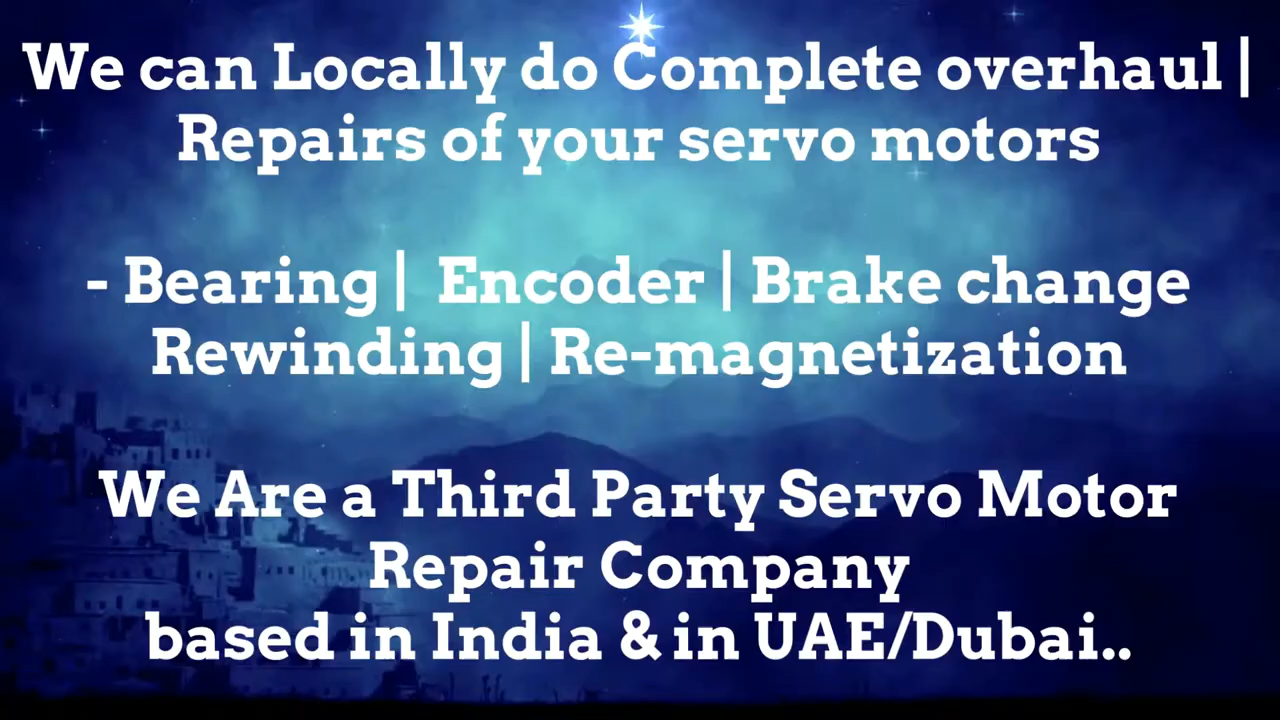 We can Locally do Complete overhaul |
Repairs of your servo motors
- Bearing | Encoder | Brake change
Rewinding | Re-magnetization
We Are a Third Party Servo Motor
Repair Company
based in India & in UAE/Dubai..